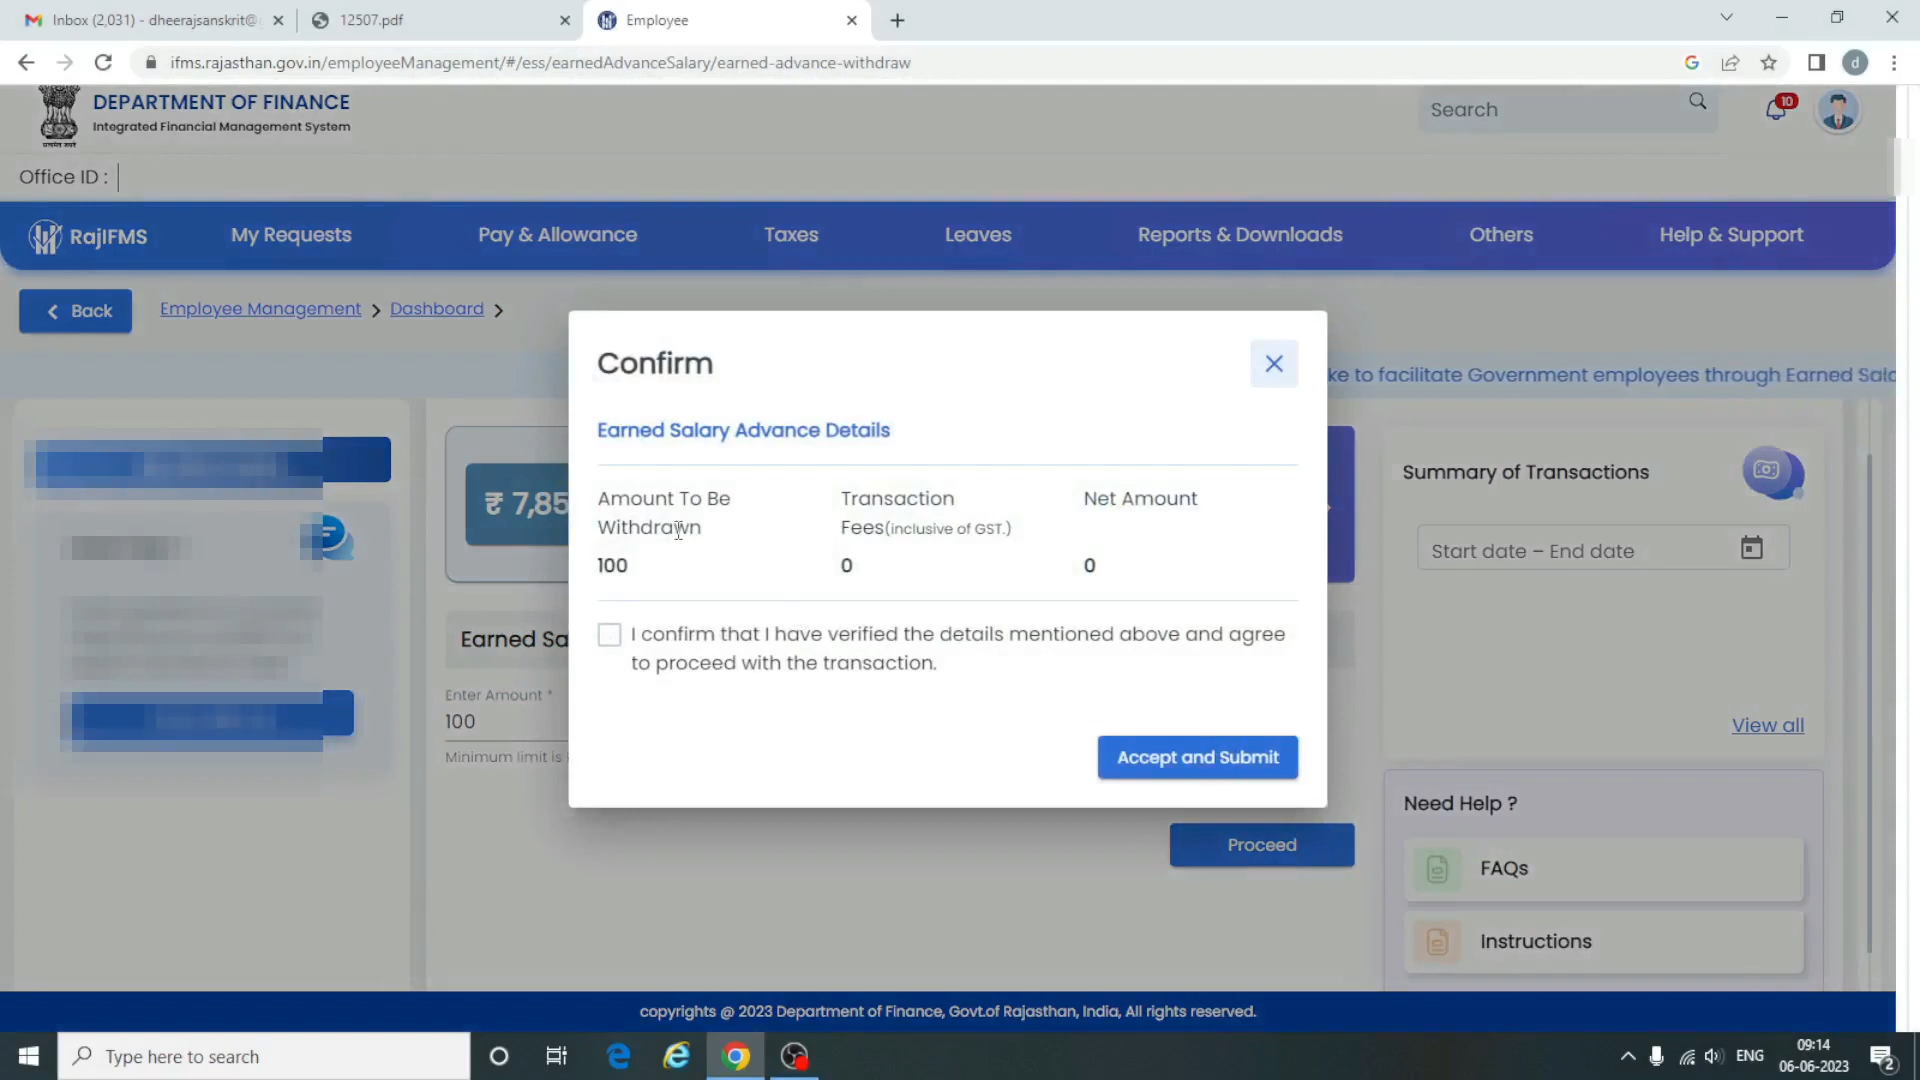 Inbox (2,031) - dheerajsanskrit@
12507.pdf
Employee
ifms.rajasthan.gov.in/employeeManagement/#/ess/earnedAdvanceSalary/earned-advance-withdraw
d
DEPARTMENT OF FINANCE
Integrated Financial Management System
सत्यमेव जयते
Search
10
Office ID :
RajIFMS
My Requests
Pay & Allowance
Taxes
Leaves
Reports & Downloads
Others
Help & Support
Back
Employee Management
Dashboard
ke to facilitate Government employees through Earned
Confirm
Earned Salary Advance Details
Amount To Be Withdrawn
Transaction Fees(inclusive of GST.)
Net Amount
100
0
0
I confirm that I have verified the details mentioned above and agree
to proceed with the transaction.
Accept and Submit
₹ 7,85
Earned Sa
Enter Amount *
100
Minimum limit is
Proceed
Summary of Transactions
Start date – End date
View all
Need Help ?
FAQs
Instructions
copyrights @ 2023 Department of Finance, Govt.of Rajasthan, India, All rights reserved.
Type here to search
ENG
09:14
06-06-2023
2